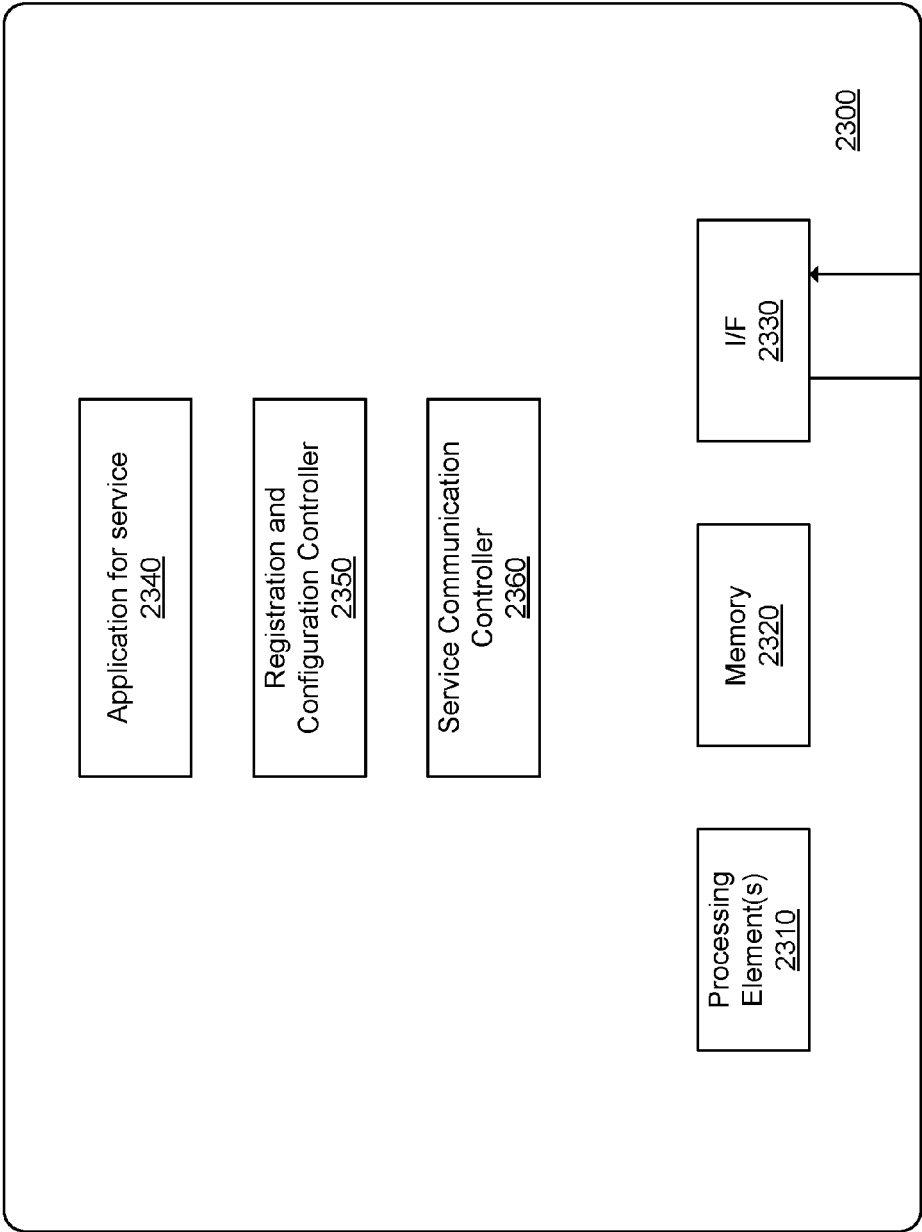 Application for service
2340
Registration and
Configuration Controller
2350
Service Communication
Controller
2360
Processing
Element(s)
2310
Memory
2320
I/F
2330
2300